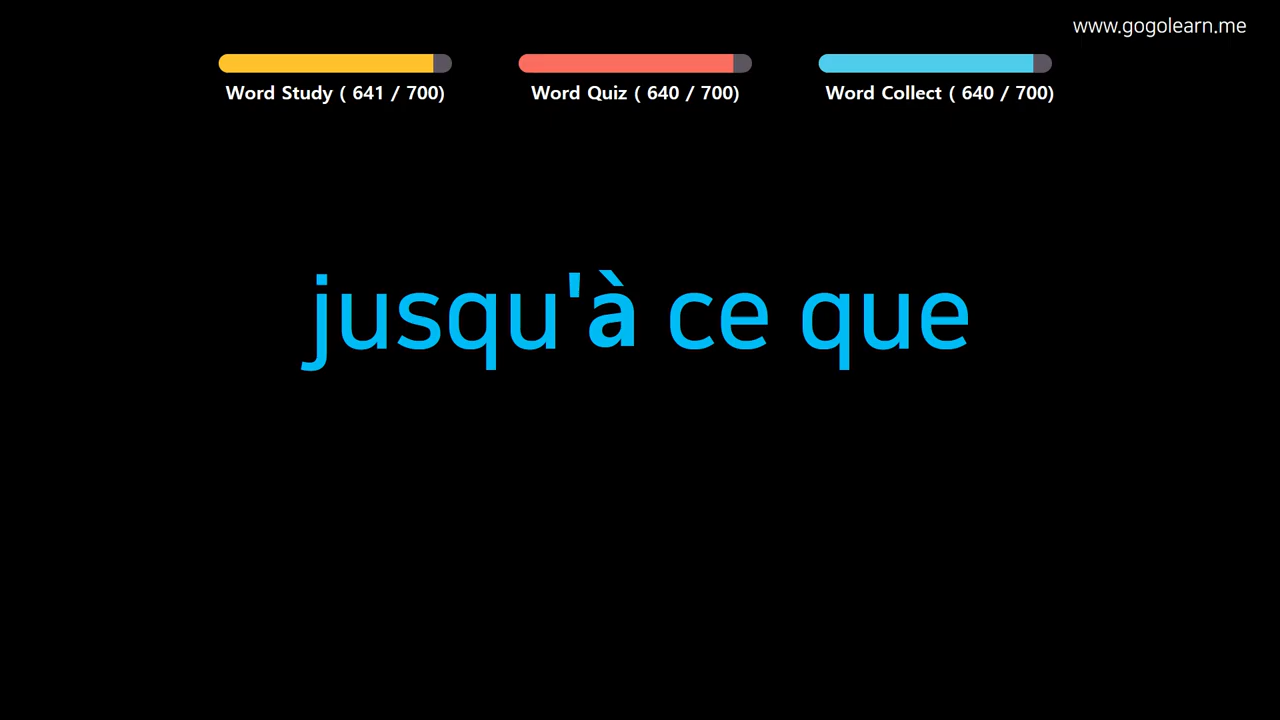 www.gogolearn.me
Word Study ( 641 / 700)
Word Quiz ( 640 / 700)
Word Collect ( 640 / 700)
jusqu'à ce que